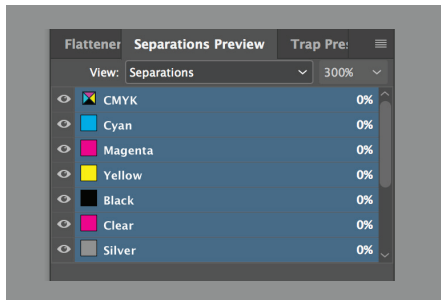 Flattener Separations Preview Trap Pre:
View: Separations 300%
CMYK 0%
Cyan 0%
Magenta 0%
Yellow 0%
Black 0%
Clear 0%
Silver 0%